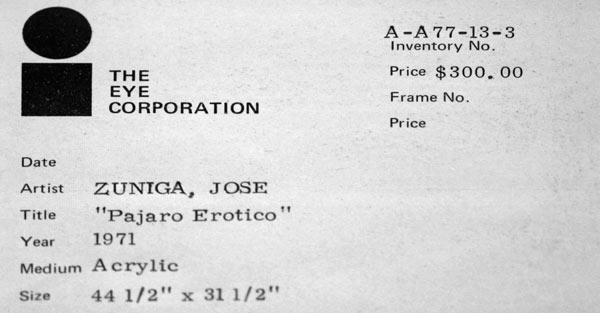 THE
EYE
CORPORATION
A-A77-13-3
Inventory No.
Price $300.00
Frame No.
Price
Date
Artist ZUNIGA, JOSE
Title "Pajaro Erotico"
Year 1971
Medium Acrylic
Size 44 1/2" x 31 1/2"